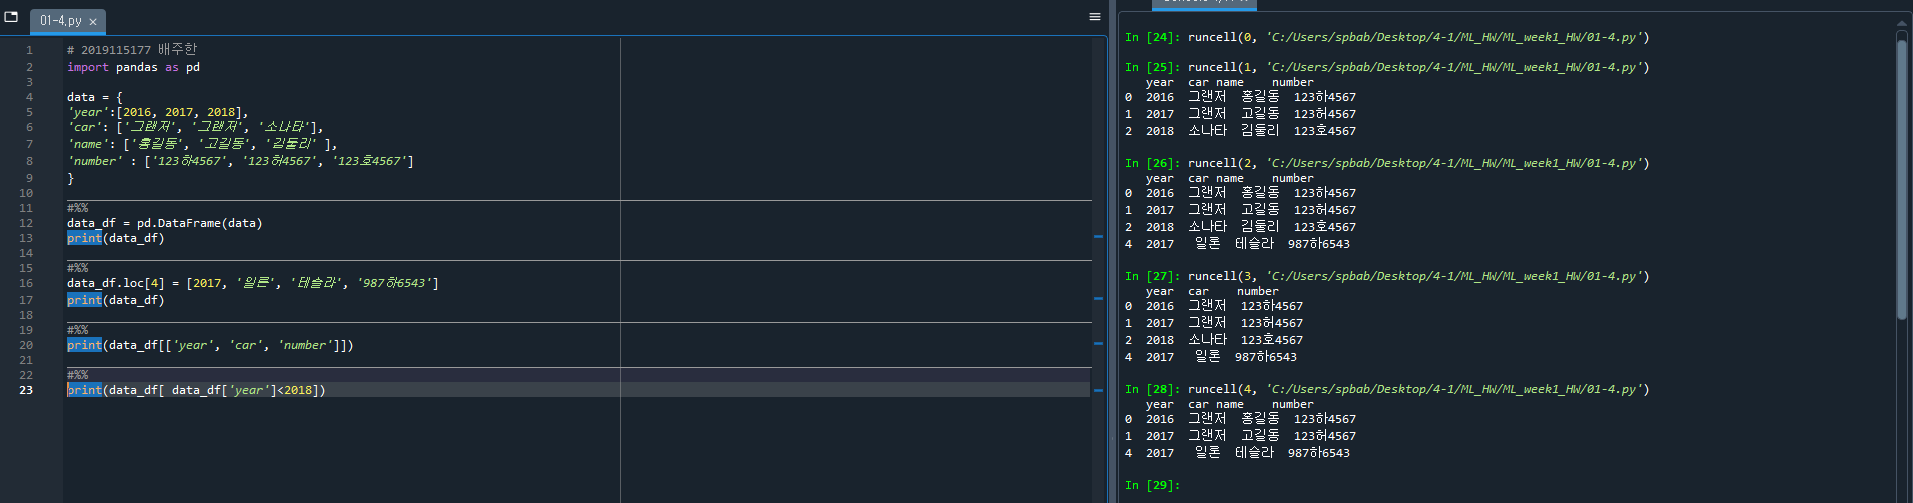 01-4.py ×
1 # 2019115177 배주한
2 import pandas as pd
3
4 data = {
5 'year':[2016, 2017, 2018],
6 'car': ['그랜저', '그랜저', '소나타'],
7 'name': ['홍길동', '고길동', '김둘리' ],
8 'number' : ['123하4567', '123허4567', '123호4567']
9 }
10
11 #%%
12 data_df = pd.DataFrame(data)
13 print(data_df)
14
15 #%%
16 data_df.loc[4] = [2017, '일론', '테슬라', '987하6543']
17 print(data_df)
18
19 #%%
20 print(data_df[['year', 'car', 'number']])
21
22 #%%
23 print(data_df[ data_df['year']<2018])
In [24]: runcell(0, 'C:/Users/spbab/Desktop/4-1/ML_HW/ML_week1_HW/01-4.py')
In [25]: runcell(1, 'C:/Users/spbab/Desktop/4-1/ML_HW/ML_week1_HW/01-4.py')
year car name number
0 2016 그랜저 홍길동 123하4567
1 2017 그랜저 고길동 123허4567
2 2018 소나타 김둘리 123호4567
In [26]: runcell(2, 'C:/Users/spbab/Desktop/4-1/ML_HW/ML_week1_HW/01-4.py')
year car name number
0 2016 그랜저 홍길동 123하4567
1 2017 그랜저 고길동 123허4567
2 2018 소나타 김둘리 123호4567
4 2017 일론 테슬라 987하6543
In [27]: runcell(3, 'C:/Users/spbab/Desktop/4-1/ML_HW/ML_week1_HW/01-4.py')
year car number
0 2016 그랜저 123하4567
1 2017 그랜저 123허4567
2 2018 소나타 123호4567
4 2017 일론 987하6543
In [28]: runcell(4, 'C:/Users/spbab/Desktop/4-1/ML_HW/ML_week1_HW/01-4.py')
year car name number
0 2016 그랜저 홍길동 123하4567
1 2017 그랜저 고길동 123허4567
4 2017 일론 테슬라 987하6543
In [29]: